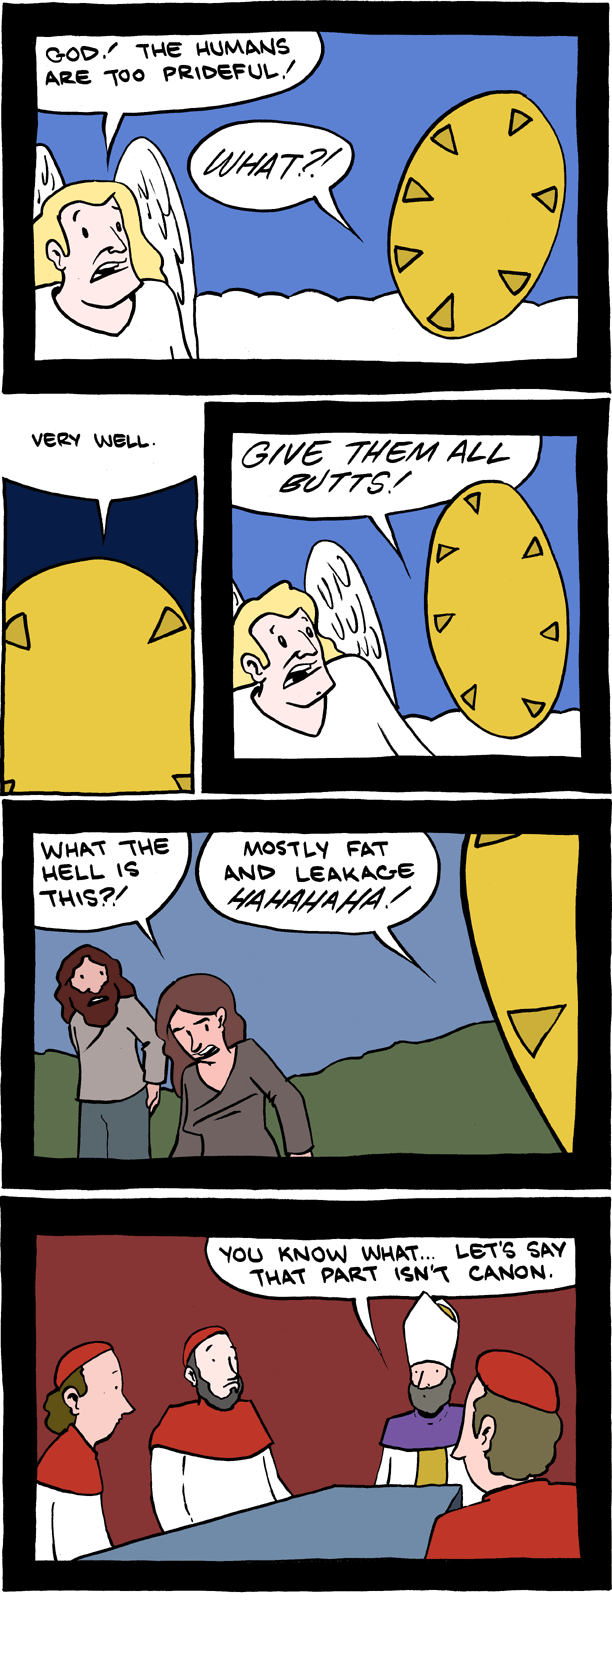 GOD! THE HUMANS
ARE TOO PRIDEFUL!
WHAT?!
VERY WELL.
GIVE THEM ALL
BUTTS!
WHAT THE
HELL IS
THIS?!
MOSTLY FAT
AND LEAKAGE
HAHAHAHA!
YOU KNOW WHAT... LET'S SAY
THAT PART ISN'T CANON.